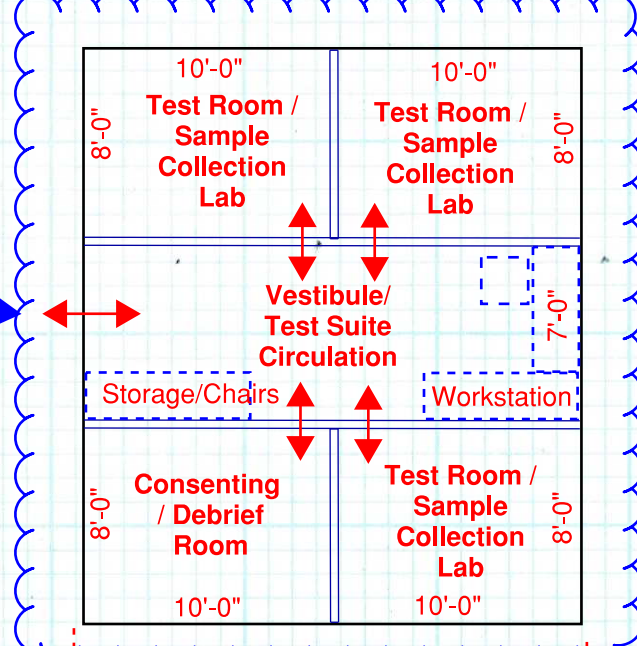 10'-0"
10'-0"
8'-0"
Test Room /
Sample
Collection
Lab
Test Room /
Sample
Collection
Lab
8'-0"
Vestibule/
Test Suite
Circulation
7'-0"
Storage/Chairs
Workstation
8'-0"
Consenting
/ Debrief
Room
Test Room /
Sample
Collection
Lab
8'-0"
10'-0"
10'-0"